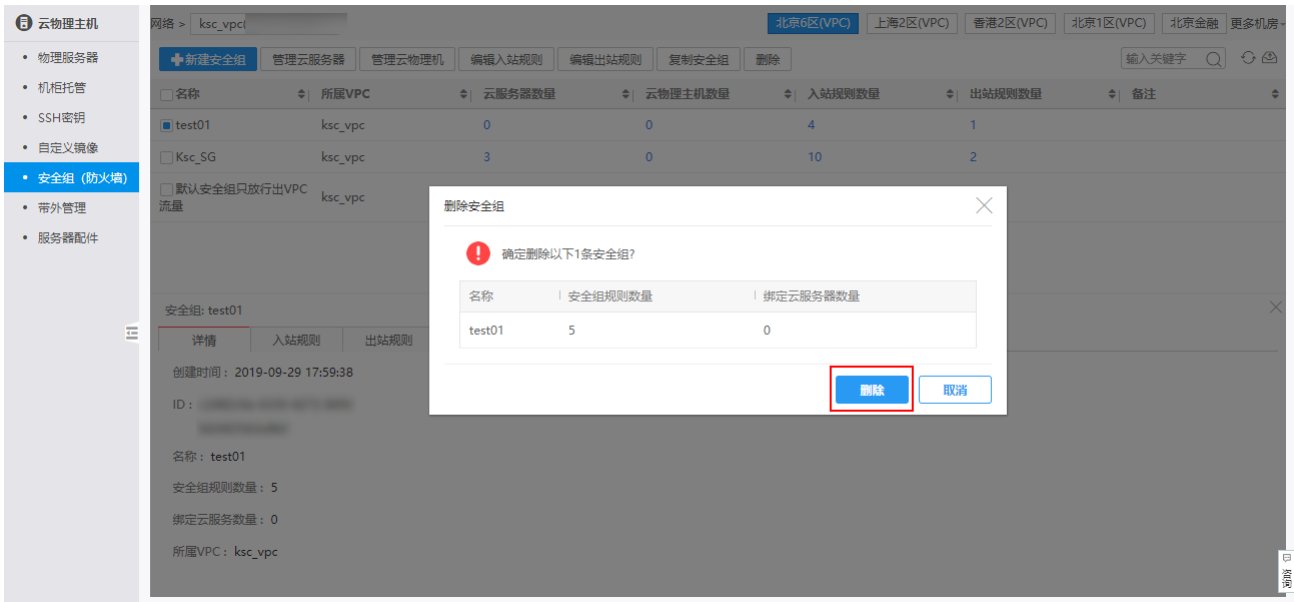 云物理主机
物理服务器
机柜托管
SSH密钥
自定义镜像
安全组（防火墙）
带外管理
服务器配件
网络 > ksc_vpc( 北京6区(VPC) 上海2区(VPC) 香港2区(VPC) 北京1区(VPC) 北京金融 更多机房
新建安全组 管理云服务器 管理云物理机 编辑入站规则 编辑出站规则 复制安全组 删除 输入关键字
名称 所属VPC 云服务器数量 云物理主机数量 入站规则数量 出站规则数量 备注
test01 ksc_vpc 0 0 4 1
Ksc_SG ksc_vpc 3 0 10 2
默认安全组只放行出VPC
流量 ksc_vpc
删除安全组
确定删除以下1条安全组?
名称 安全组规则数量 绑定云服务器数量
test01 5 0
删除 取消
安全组: test01
详情 入站规则 出站规则
创建时间： 2019-09-29 17:59:38
ID：
名称： test01
安全组规则数量： 5
绑定云服务数量： 0
所属VPC： ksc_vpc
咨询